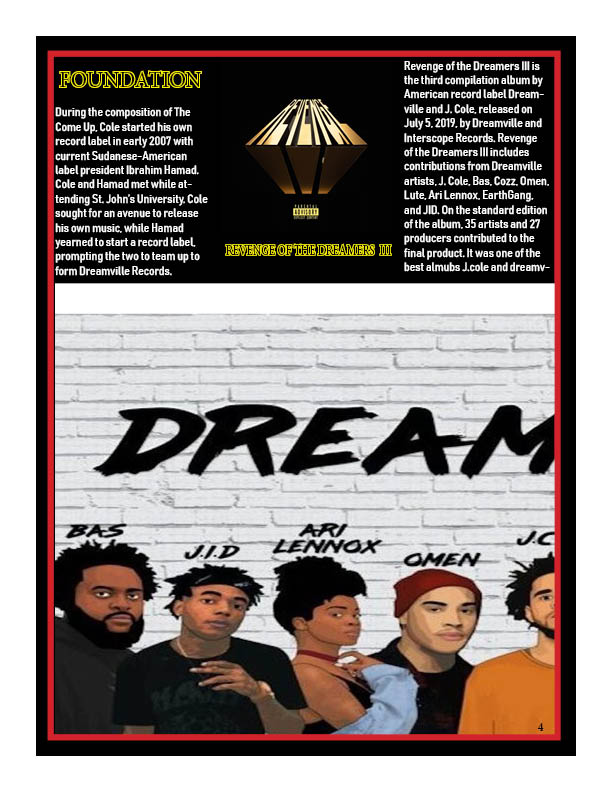 FOUNDATION
During the composition of The
Come Up, Cole started his own
record label in early 2007 with
current Sudanese-American
label president Ibrahim Hamad.
Cole and Hamad met while at-
tending St. John's University. Cole
sought for an avenue to release
his own music, while Hamad
yearned to start a record label,
prompting the two to team up to
form Dreamville Records.
REVENGE
PARENTAL
ADVISORY
EXPLICIT CONTENT
REVENGE OF THE DREAMERS III
Revenge of the Dreamers III is
the third compilation album by
American record label Dream-
ville and J. Cole, released on
July 5, 2019, by Dreamville and
Interscope Records. Revenge
of the Dreamers III includes
contributions from Dreamville
artists, J. Cole, Bas, Cozz, Omen,
Lute, Ari Lennox, EarthGang,
and JID. On the standard edition
of the album, 35 artists and 27
producers contributed to the
final product. It was one of the
best almubs J.cole and dreamv-
DREAM
BAS
J.I.D
ARI
LENNOX
OMEN
J.C
4